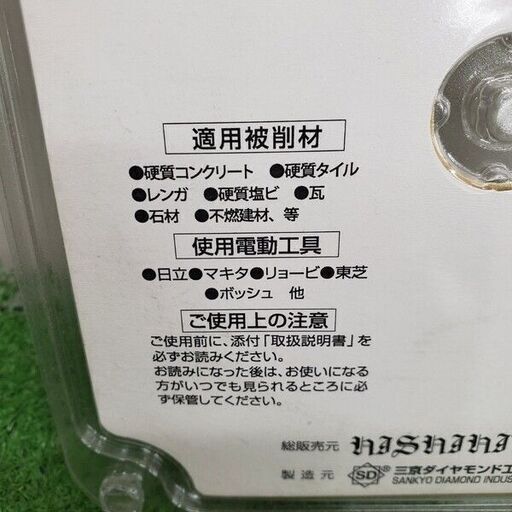 適用被削材
●硬質コンクリート ●硬質タイル
●レンガ ●硬質塩ビ ●瓦
●石材 ●不燃建材、等
使用電動工具
●日立●マキタ●リョービ●東芝
●ボッシュ 他
ご使用上の注意
ご使用前に、添付「取扱説明書」を
必ずお読みください。
お読みになった後は、お使いになる
方がいつでも見られるところに必
ず保管してください。
総販売元
製造元 SD 三京ダイヤモンド工
SANKYO DIAMOND INDUS